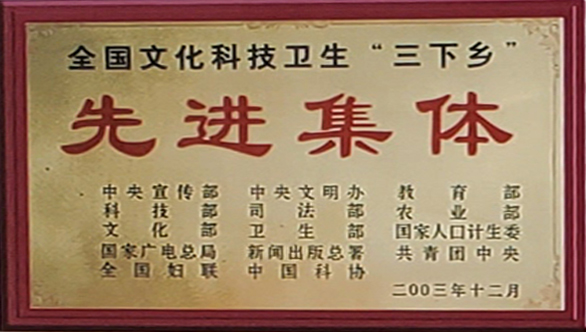 全国文化科技卫生“三下乡”
先进集体
中央宣传部 中央文明办 教育部
科技部 司法部 农业部
文化部 卫生部 国家人口计生委
国家广电总局 新闻出版总署 共青团中央
全国妇联 中国科协
二00三年十二月